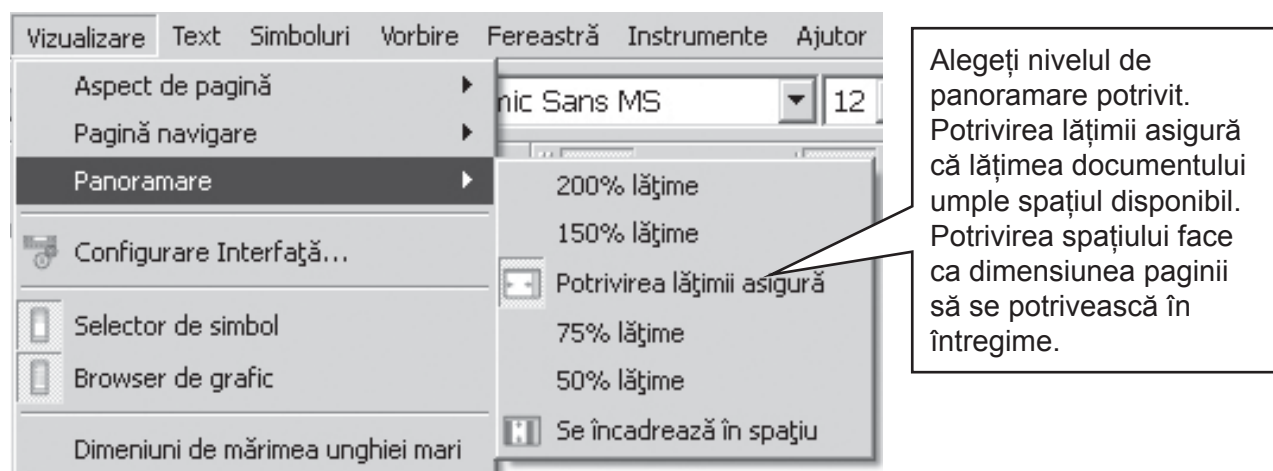 Vizualizare Text Simboluri Vorbire Fereastră Instrumente Ajutor
Aspect de pagină
Pagină navigare
Panoramare
Configurare Interfaţă...
Selector de simbol
Browser de grafic
Dimeniuni de mărimea unghiei mari
nic Sans MS 12
200% lăţime
150% lăţime
Potrivirea lăţimii asigură
75% lăţime
50% lăţime
Se încadrează în spaţiu
Alegeți nivelul de
panoramare potrivit.
Potrivirea lățimii asigură
că lățimea documentului
umple spațiul disponibil.
Potrivirea spațiului face
ca dimensiunea paginii
să se potrivească în
întregime.